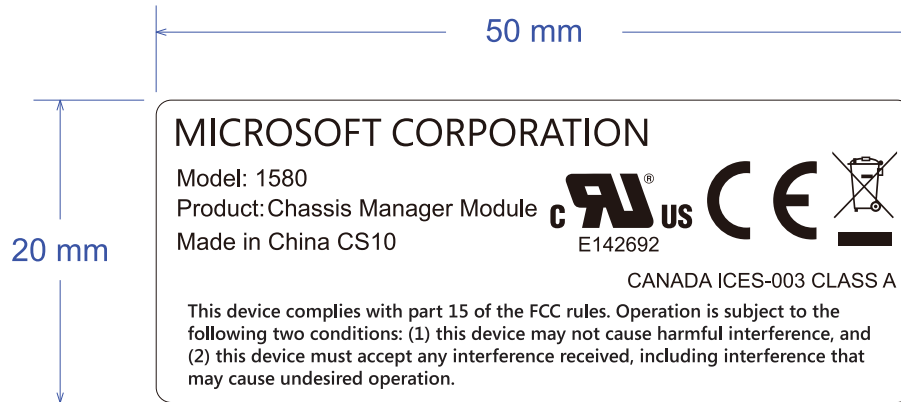 50 mm
20 mm
MICROSOFT CORPORATION
Model: 1580
Product: Chassis Manager Module
Made in China CS10
C RU ® US
E142692
CE
CANADA ICES-003 CLASS A
This device complies with part 15 of the FCC rules. Operation is subject to the
following two conditions: (1) this device may not cause harmful interference, and
(2) this device must accept any interference received, including interference that
may cause undesired operation.